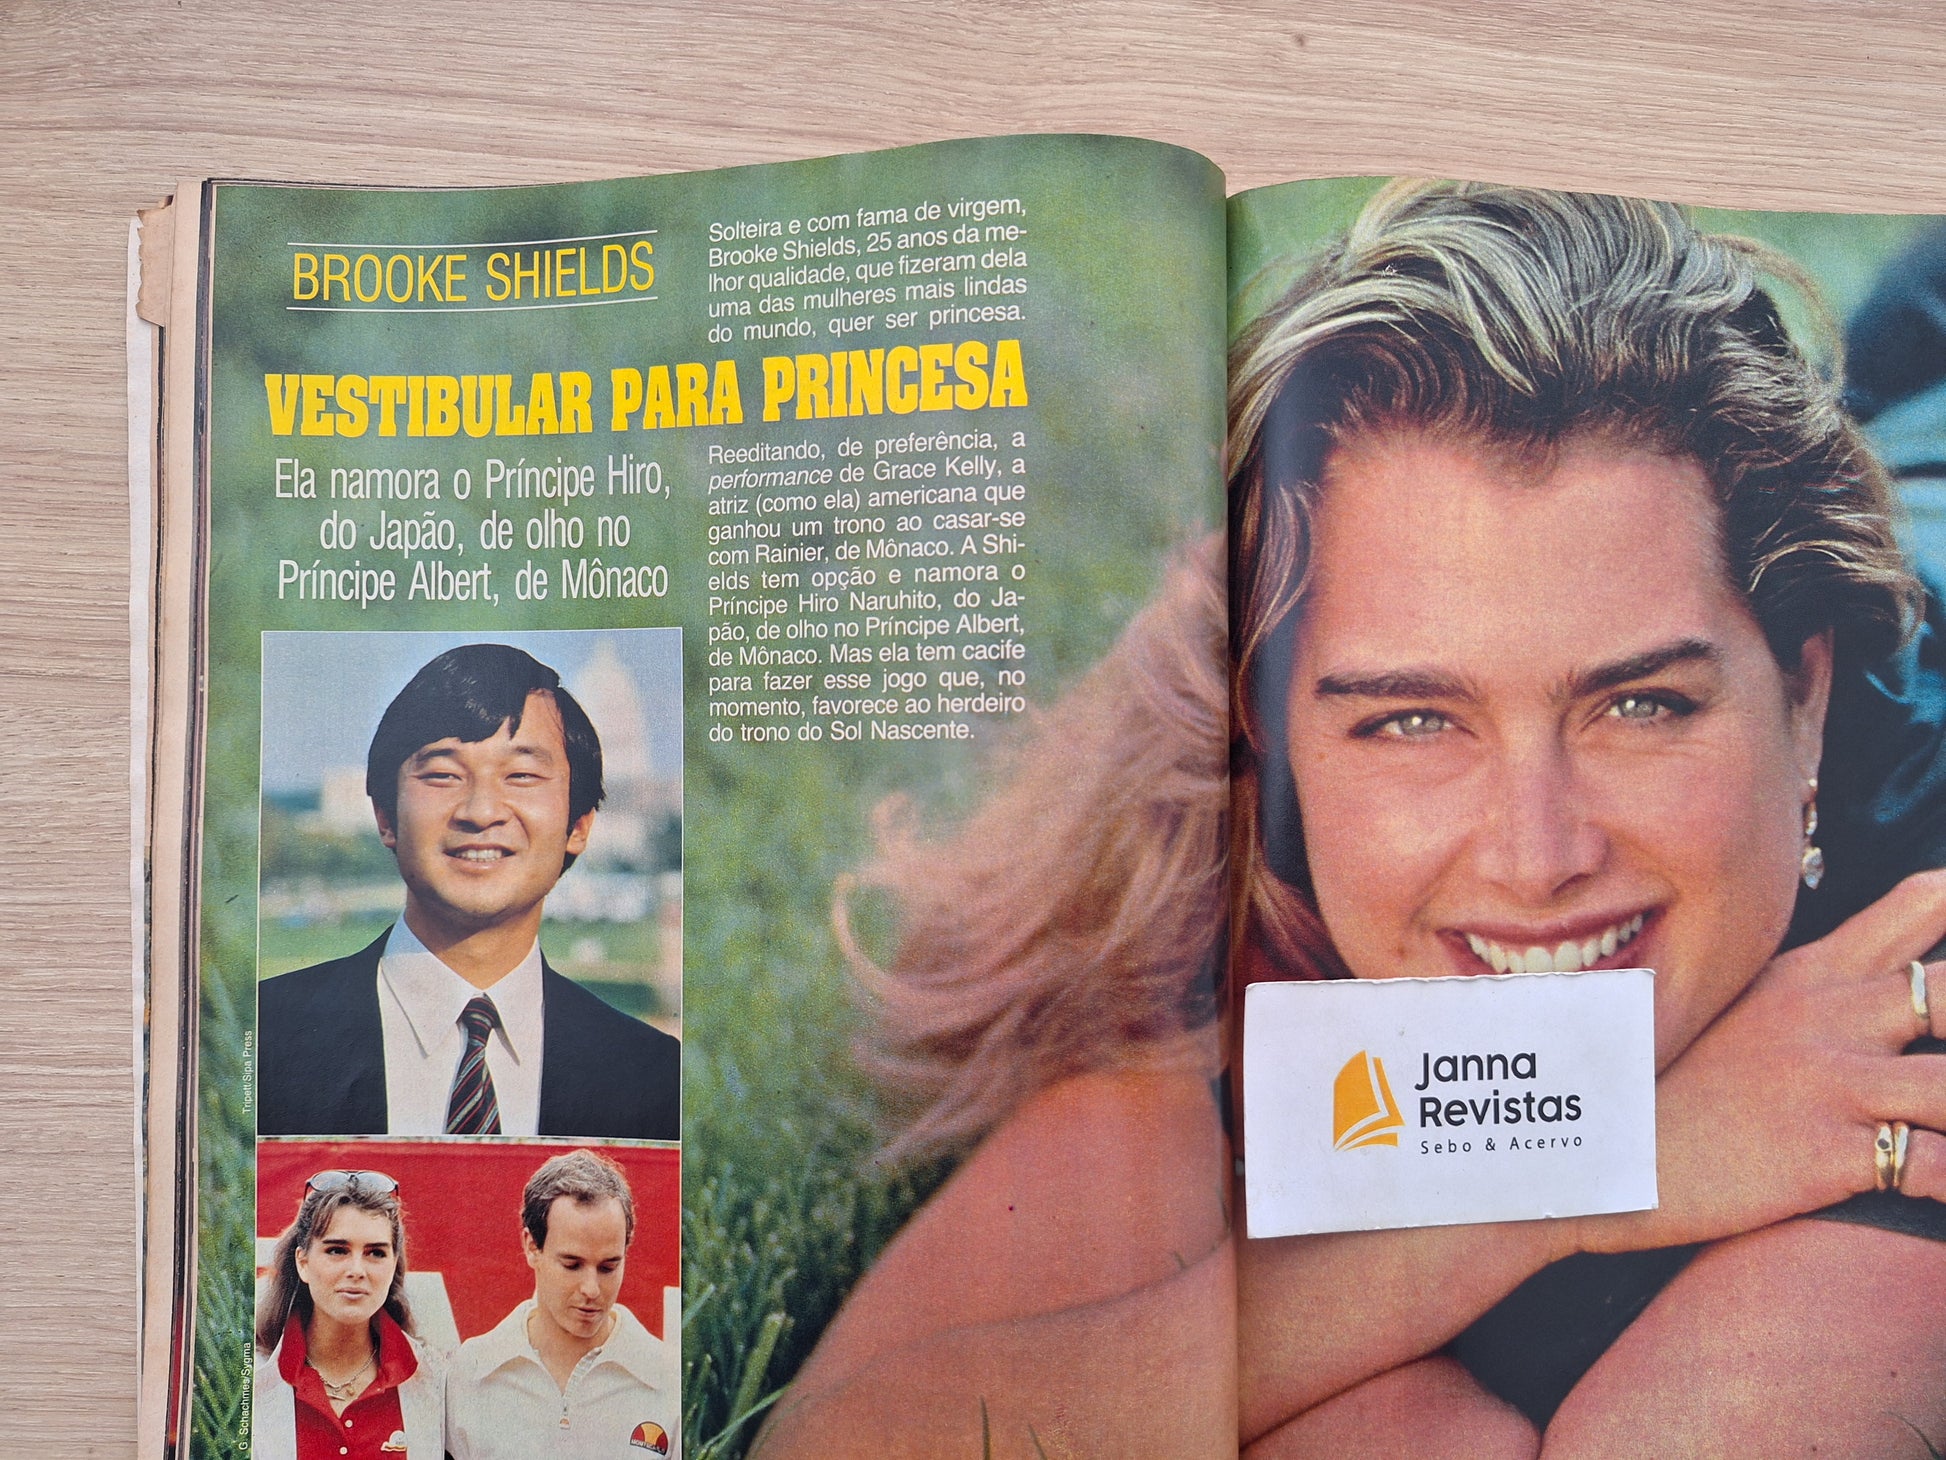 BROOKE SHIELDS
Solteira e com fama de virgem,
Brooke Shields, 25 anos da me-
lhor qualidade, que fizeram dela
uma das mulheres mais lindas
do mundo, quer ser princesa.
VESTIBULAR PARA PRINCESA
Ela namora o Príncipe Hiro,
do Japão, de olho no
Príncipe Albert, de Mônaco
Reeditando, de preferência, a
performance de Grace Kelly, a
atriz (como ela) americana que
ganhou um trono ao casar-se
com Rainier, de Mônaco. A Shi-
elds tem opção e namora o
Príncipe Hiro Naruhito, do Ja-
pão, de olho no Príncipe Albert,
de Mônaco. Mas ela tem cacife
para fazer esse jogo que, no
momento, favorece ao herdeiro
do trono do Sol Nascente.
Tripett/Sipa Press
G. Schachmes/Sygma
Janna
Revistas
Sebo & Acervo